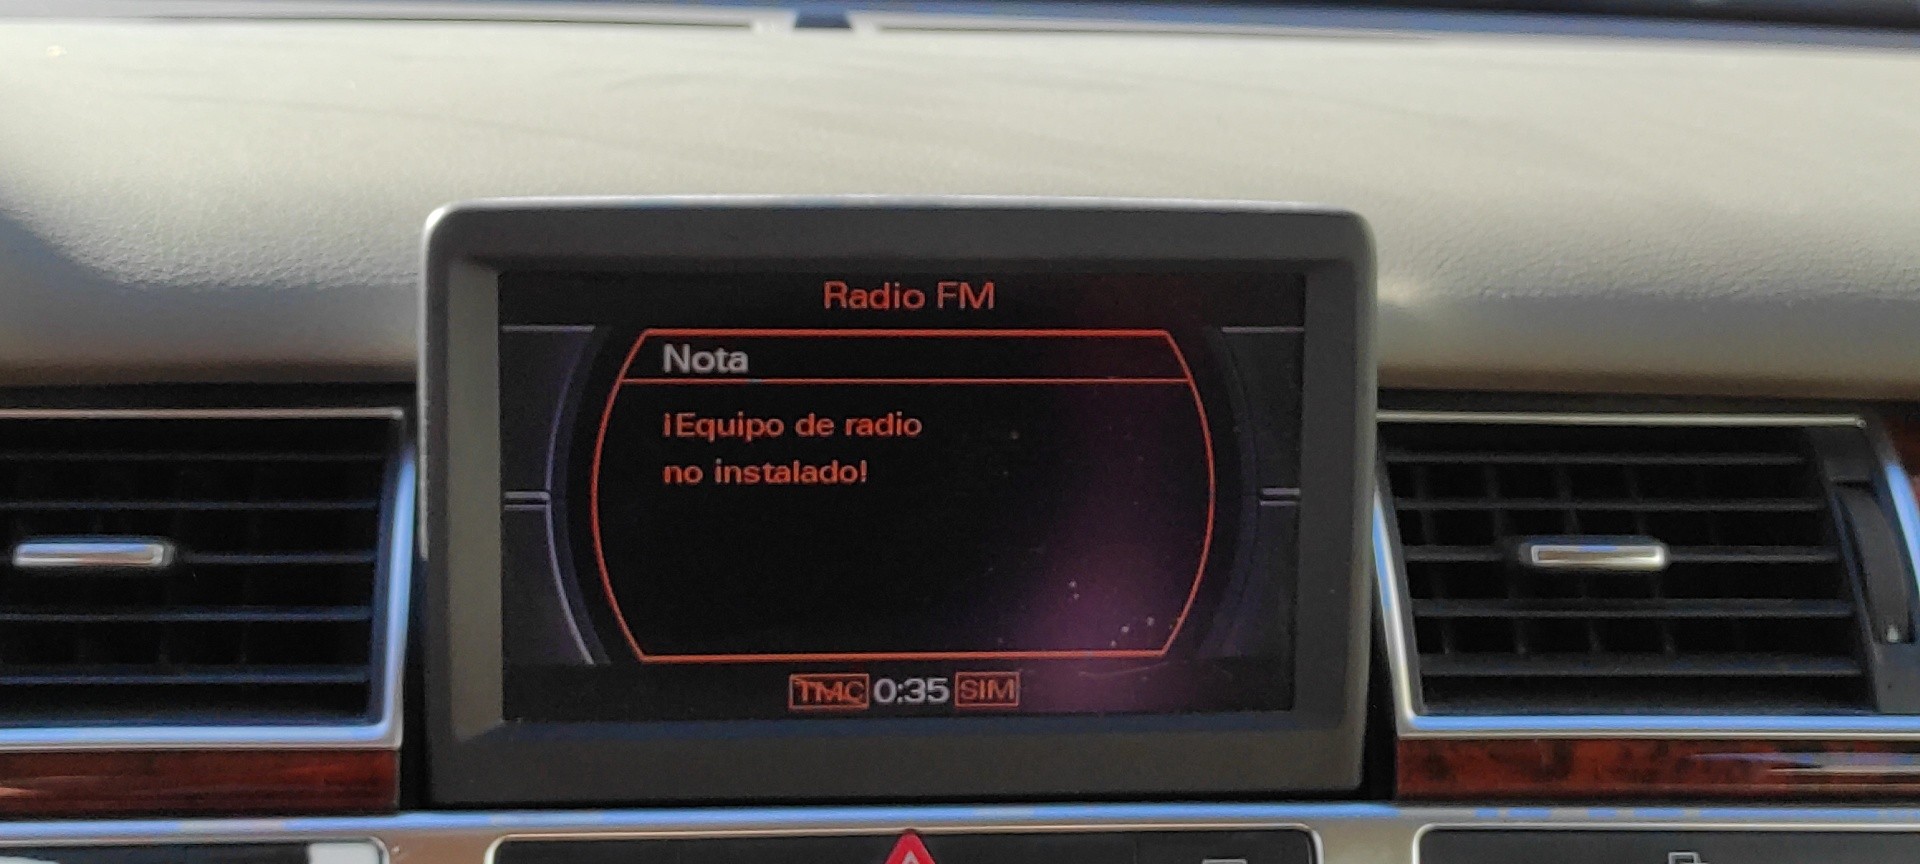 Radio FM
Nota
¡Equipo de radio
no instalado!
TMC 0:35 SIM